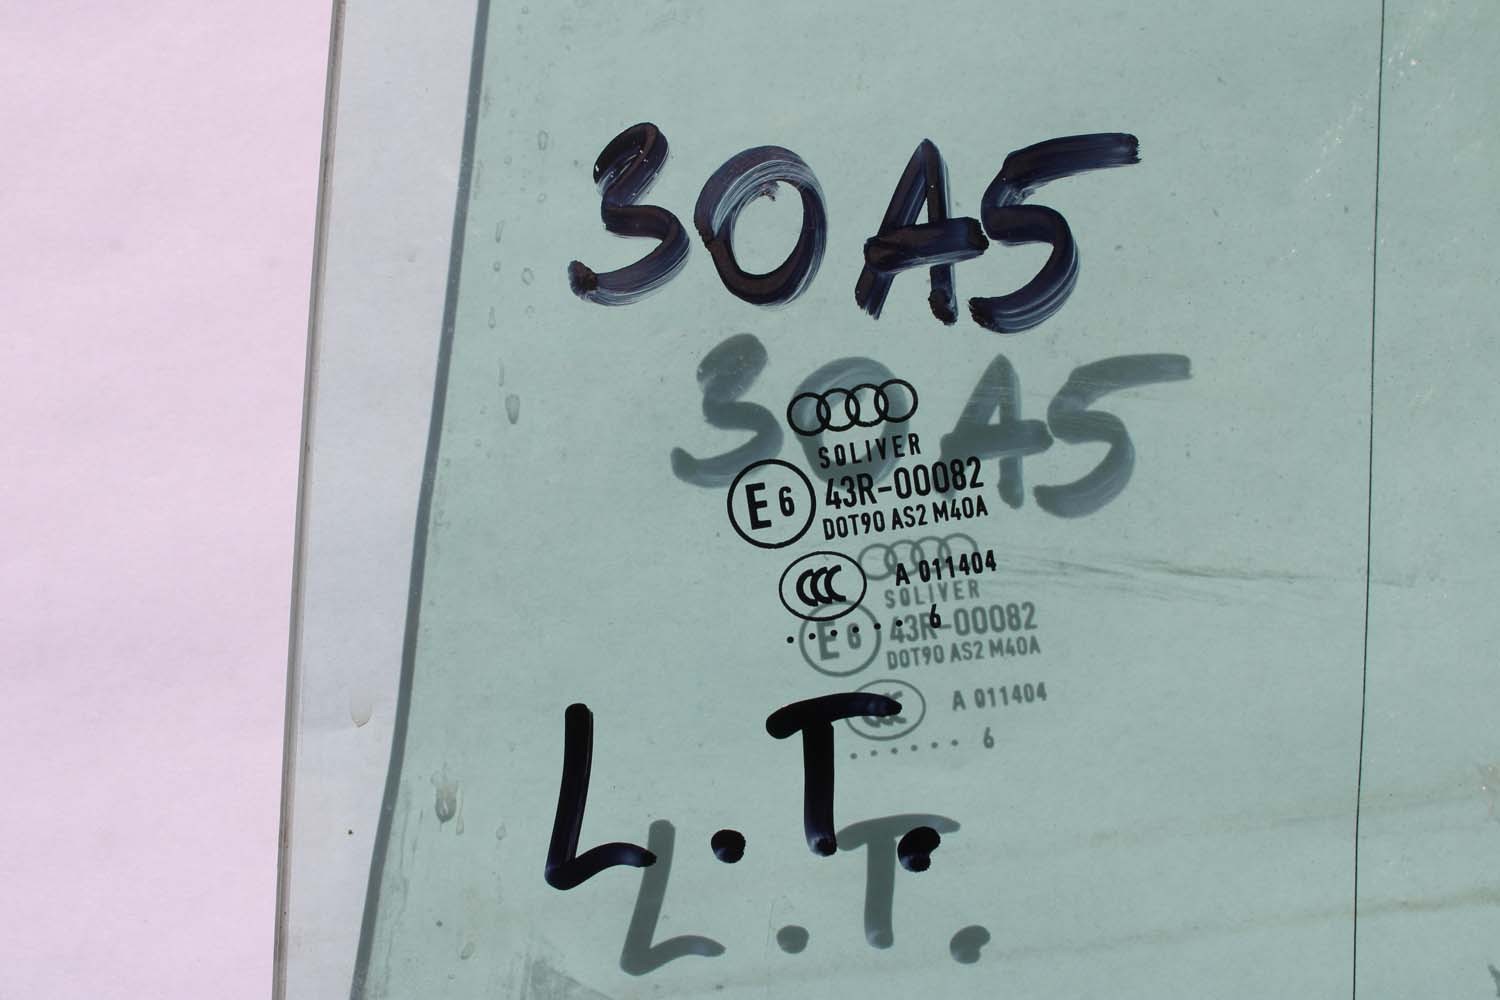 30A5
SOLIVER
E6 43R-00082
DOT90 AS2 M40A
CCC A 011404
. . . . . . 6
L.T.